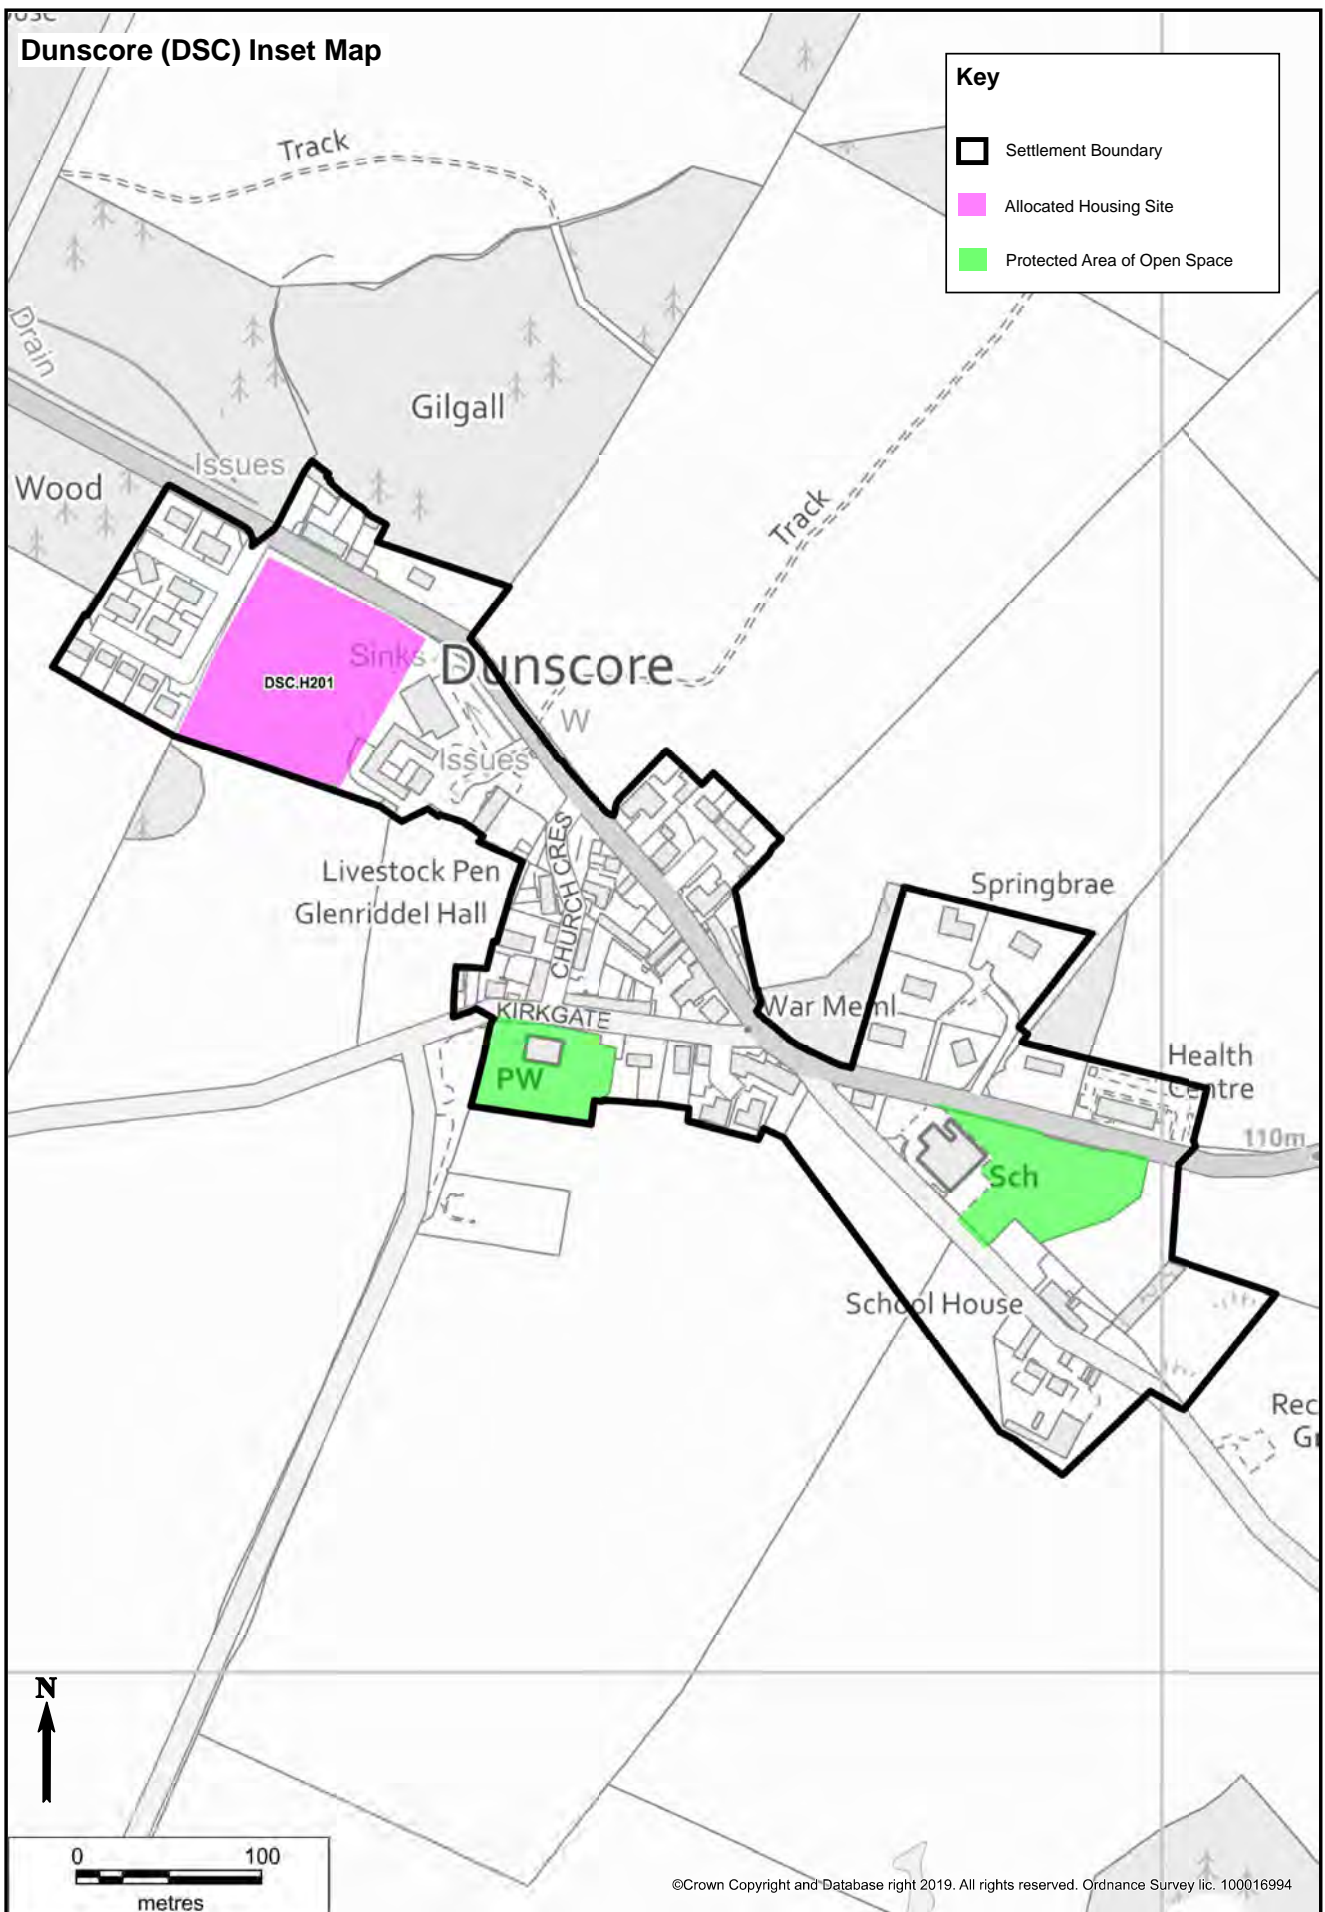 Dunscore (DSC) Inset Map
Key
Settlement Boundary
Allocated Housing Site
Protected Area of Open Space
Track
Drain
Gilgall
Issues
Wood
Track
Sinks
Dunscore
DSC.H201
W
Issues
CHURCH CRES
Livestock Pen
Glenriddel Hall
Springbrae
War Meml
KIRKGATE
Health
Centre
PW
110m
Sch
School House
Rec
N
0 100
metres
©Crown Copyright and Database right 2019. All rights reserved. Ordnance Survey lic. 100016994